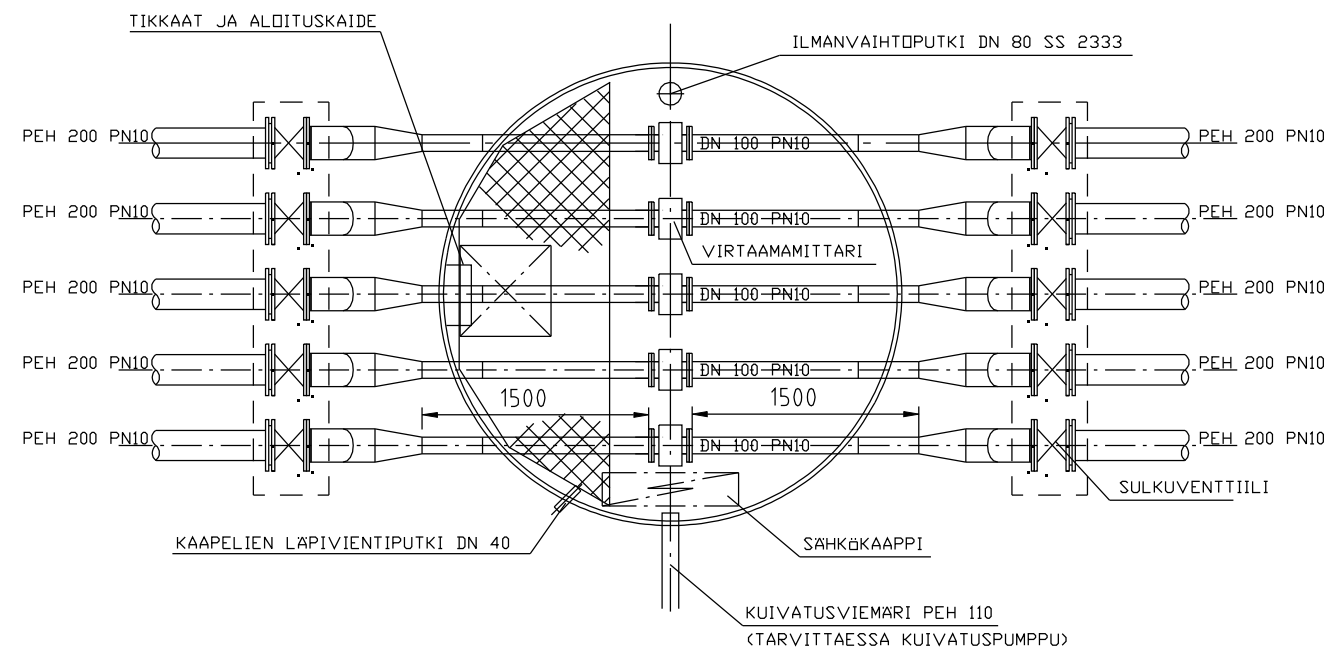 TIKKAAT JA ALOITUSKAIDE
ILMANVAIHTOPUTKI DN 80 SS 2333
PEH 200 PN10
DN 100 PN10
PEH 200 PN10
PEH 200 PN10
DN 100 PN10
PEH 200 PN10
VIRTAAMAMITTARI
PEH 200 PN10
DN 100 PN10
PEH 200 PN10
PEH 200 PN10
DN 100 PN10
PEH 200 PN10
1500
1500
PEH 200 PN10
DN 100 PN10
PEH 200 PN10
SULKUVENTTIILI
KAAPELIEN LÄPIVIENTIPUTKI DN 40
SÄHKÖKAAPPI
KUIVATUSVIEMÄRI PEH 110
(TARVITTAESSA KUIVATUSPUMPPU)